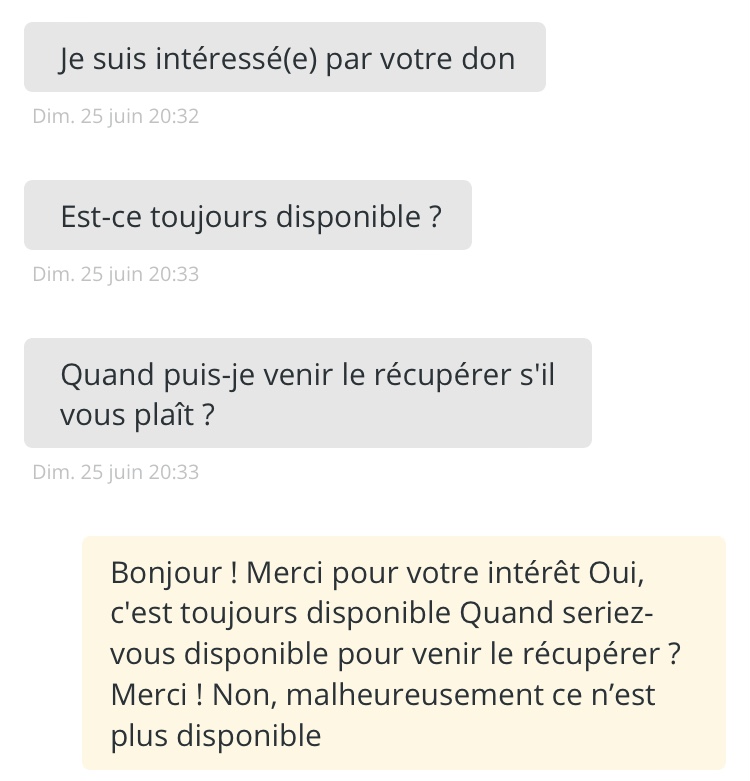 Je suis intéressé(e) par votre don
Dim. 25 juin 20:32
Est-ce toujours disponible ?
Dim. 25 juin 20:33
Quand puis-je venir le récupérer s'il
vous plaît ?
Dim. 25 juin 20:33
Bonjour ! Merci pour votre intérêt Oui,
c'est toujours disponible Quand seriez-
vous disponible pour venir le récupérer ?
Merci ! Non, malheureusement ce n’est
plus disponible